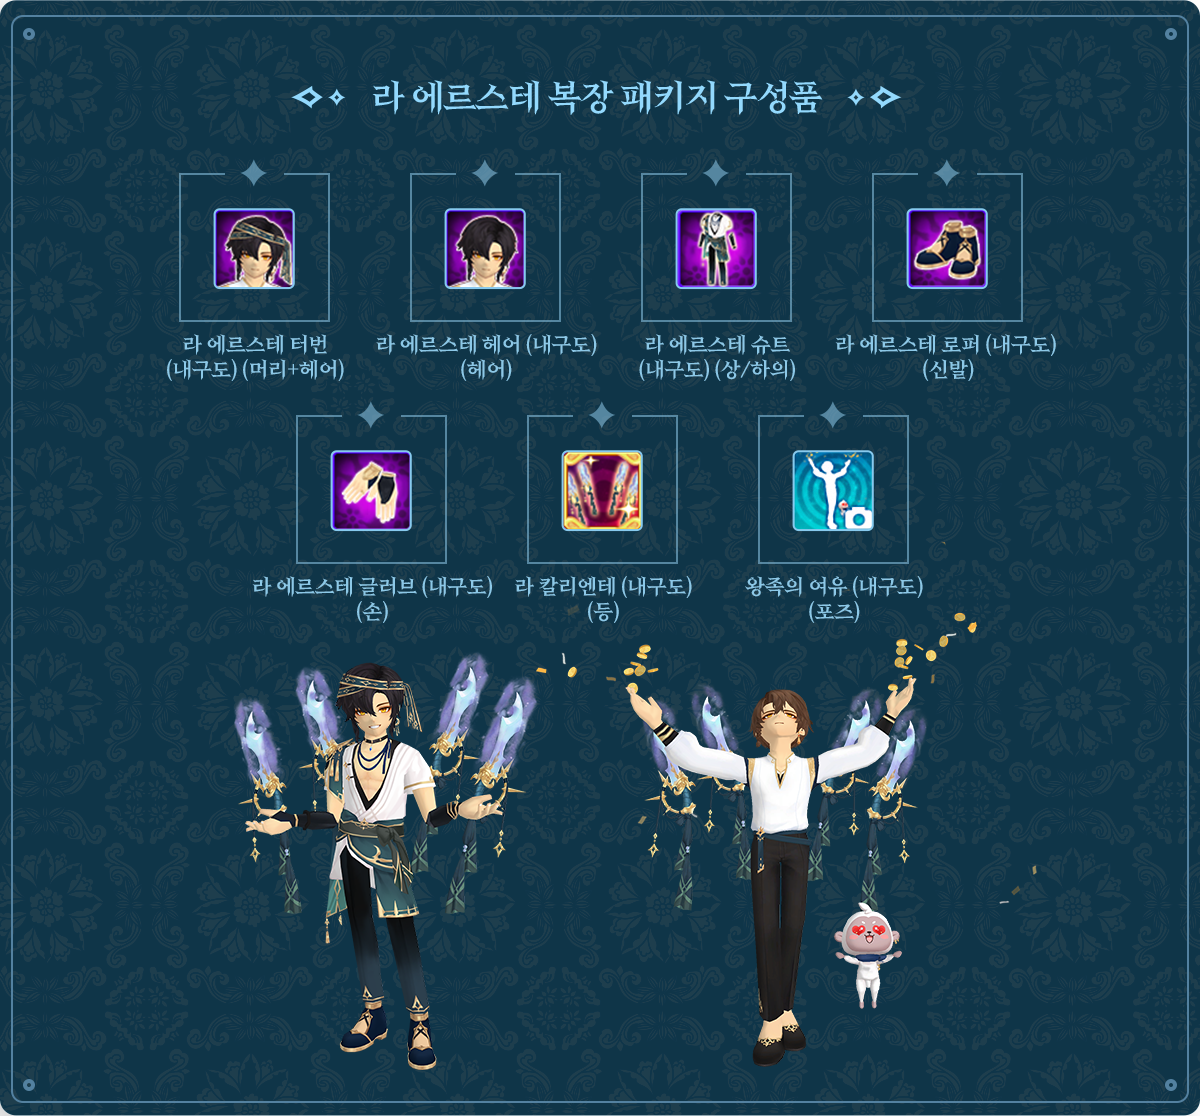 라 에르스테 복장 패키지 구성품
라 에르스테 터번
(내구도) (머리+헤어)
라 에르스테 헤어 (내구도)
(헤어)
라 에르스테 슈트
(내구도) (상/하의)
라 에르스테 로퍼 (내구도)
(신발)
라 에르스테 글러브 (내구도)
(손)
라 칼리엔테 (내구도)
(등)
왕족의 여유 (내구도)
(포즈)